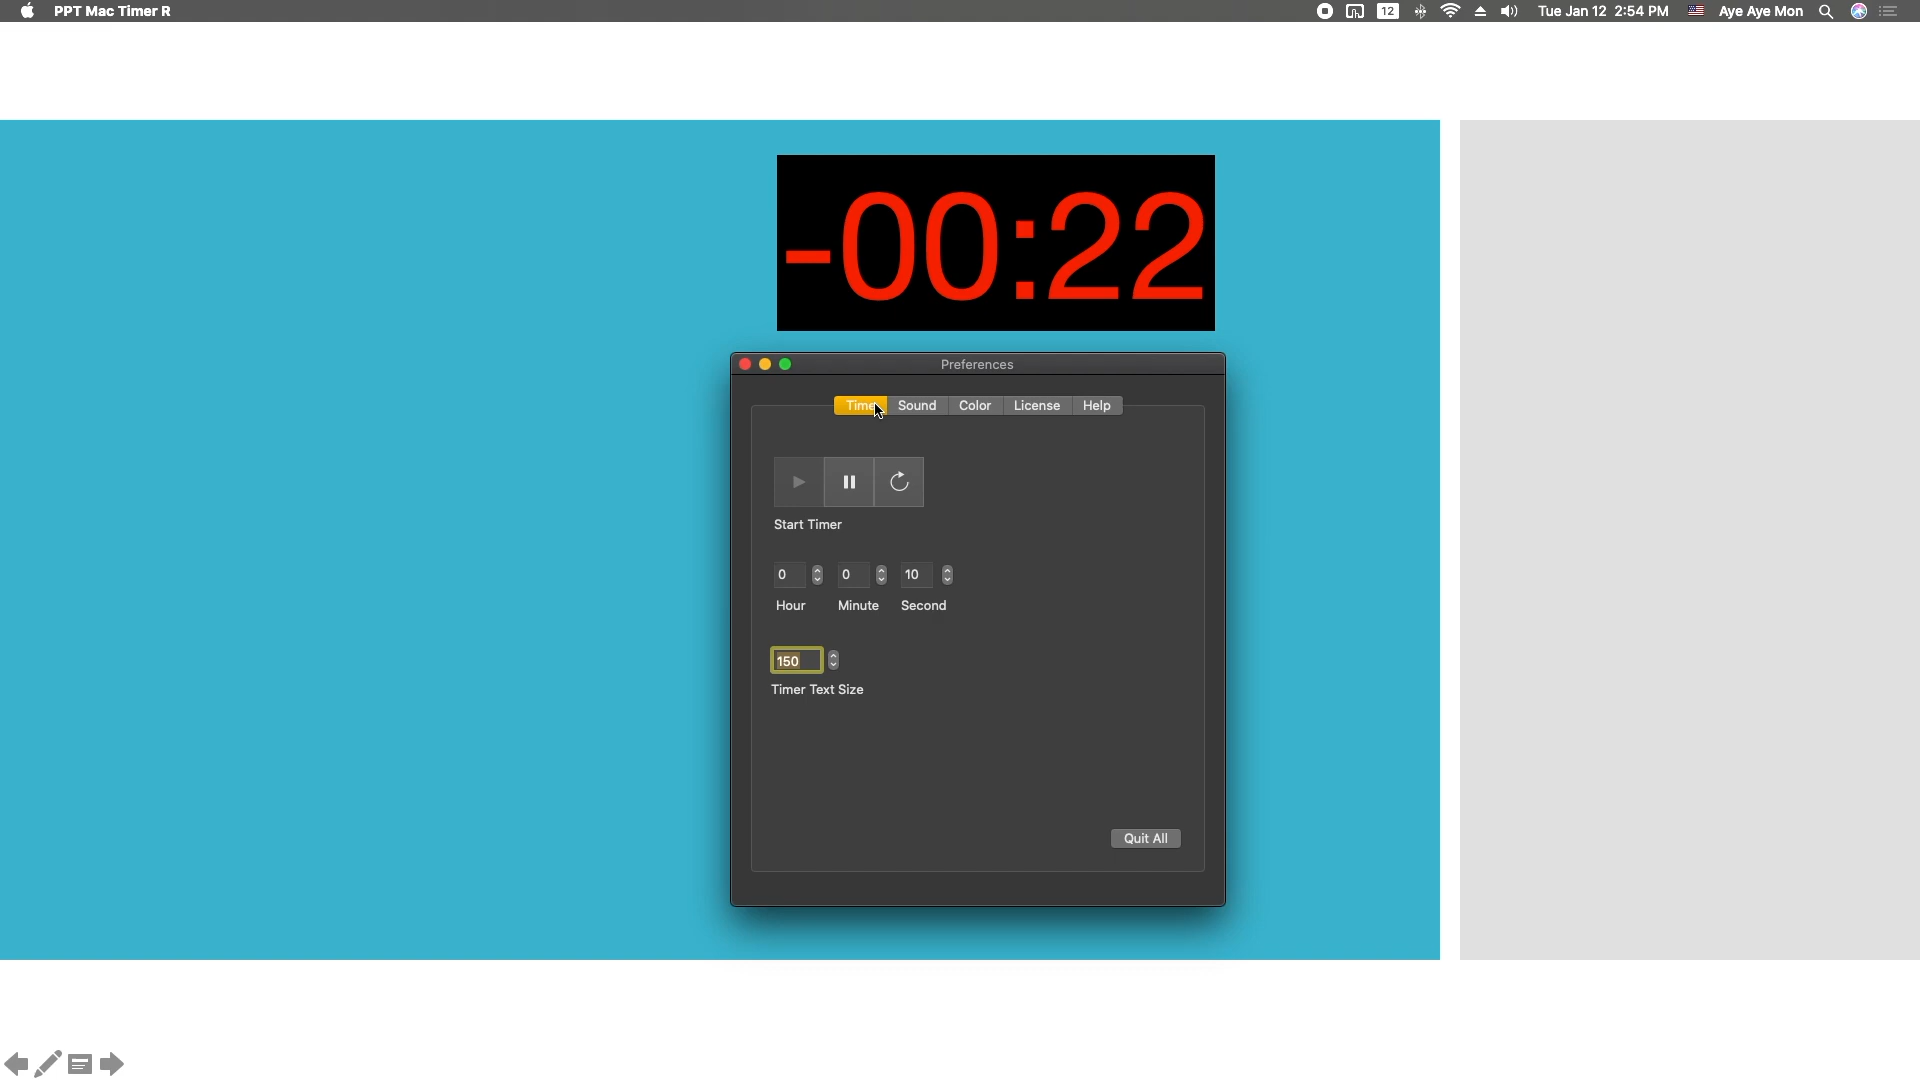 PPT Mac Timer R 12 Tue Jan 12 2:54 PM Aye Aye Mon
-00:22
Preferences
Time Sound Color License Help
Start Timer
0 0 10
Hour Minute Second
150
Timer Text Size
Quit All